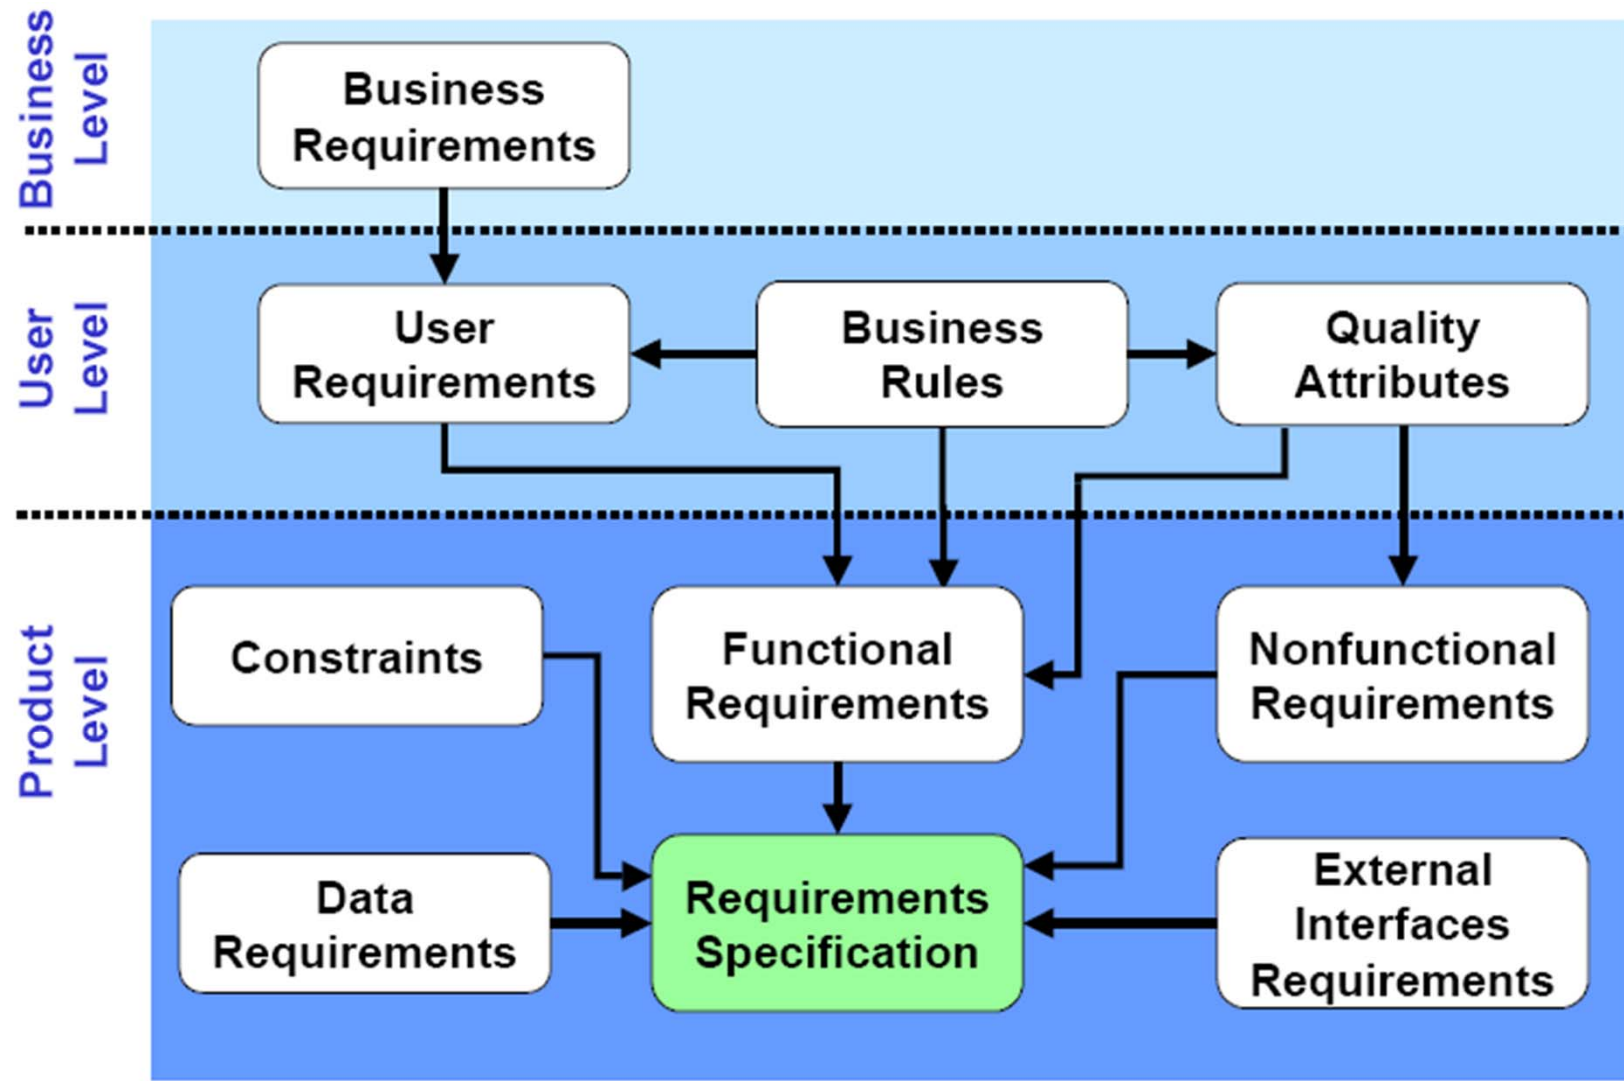 Business
Level
Business
Requirements
User
Level
User
Requirements
Business
Rules
Quality
Attributes
Product
Level
Constraints
Functional
Requirements
Nonfunctional
Requirements
Data
Requirements
Requirements
Specification
External
Interfaces
Requirements